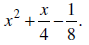 x² + x/4 − 1/8.